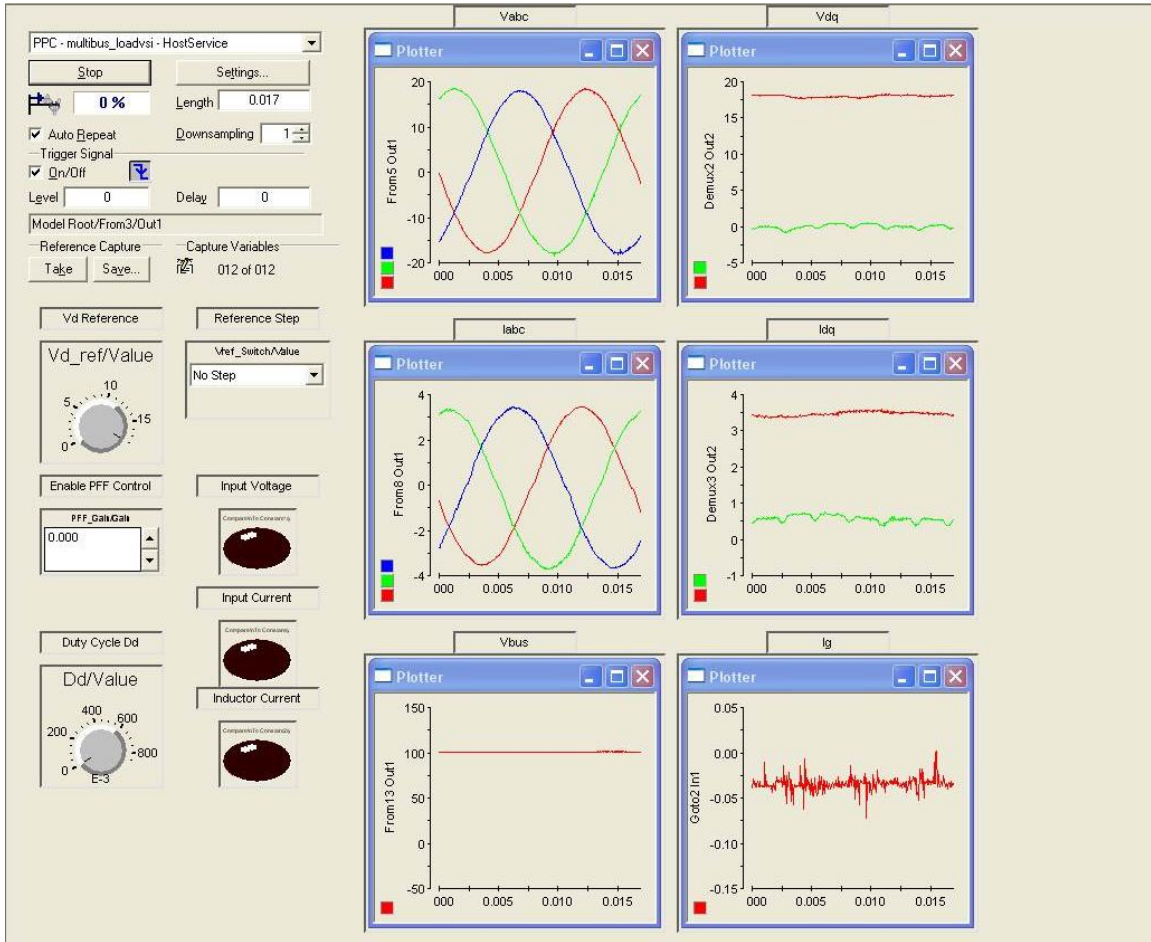 PPC - multibus_loadvsi - HostService
Stop
Settings...
0 %
Length
0.017
Auto Repeat
Downsampling
1
Trigger Signal
On/Off
Level
0
Delay
0
Model Root/From3/Out1
Reference Capture
Capture Variables
Take
Save...
012 of 012
Vd Reference
Reference Step
Vd_ref/Value
0
5
10
15
Vref_Switch/Value
No Step
Enable PFF Control
Input Voltage
PFF_Gain/Gain
0.000
Input Current
Duty Cycle Dd
Dd/Value
0
200
400
600
800
E-3
Inductor Current
Vabc
Plotter
From5 Out1
20
10
0
-10
-20
000
0.005
0.010
0.015
Vdq
Plotter
Demux2 Out2
20
15
10
5
0
-5
000
0.005
0.010
0.015
Iabc
Plotter
From8 Out1
4
2
0
-2
-4
000
0.005
0.010
0.015
Idq
Plotter
Demux3 Out2
4
3
2
1
0
-1
000
0.005
0.010
0.015
Vbus
Plotter
From13 Out1
150
100
50
0
-50
000
0.005
0.010
0.015
Ig
Plotter
Goto2 In1
0.05
0.00
-0.05
-0.10
-0.15
000
0.005
0.010
0.015